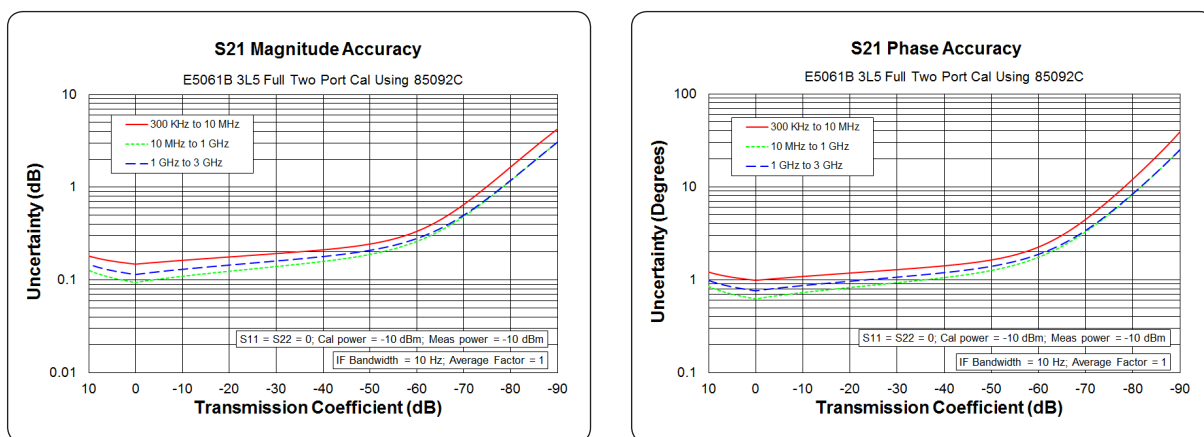 S21 Magnitude Accuracy
E5061B 3L5 Full Two Port Cal Using 85092C
Uncertainty (dB)
10
1
0.1
0.01
300 KHz to 10 MHz
10 MHz to 1 GHz
1 GHz to 3 GHz
S11 = S22 = 0; Cal power = -10 dBm; Meas power = -10 dBm
IF Bandwidth = 10 Hz; Average Factor = 1
10 0 -10 -20 -30 -40 -50 -60 -70 -80 -90
Transmission Coefficient (dB)
S21 Phase Accuracy
E5061B 3L5 Full Two Port Cal Using 85092C
Uncertainty (Degrees)
100
10
1
0.1
300 KHz to 10 MHz
10 MHz to 1 GHz
1 GHz to 3 GHz
S11 = S22 = 0; Cal power = -10 dBm; Meas power = -10 dBm
IF Bandwidth = 10 Hz; Average Factor = 1
10 0 -10 -20 -30 -40 -50 -60 -70 -80 -90
Transmission Coefficient (dB)